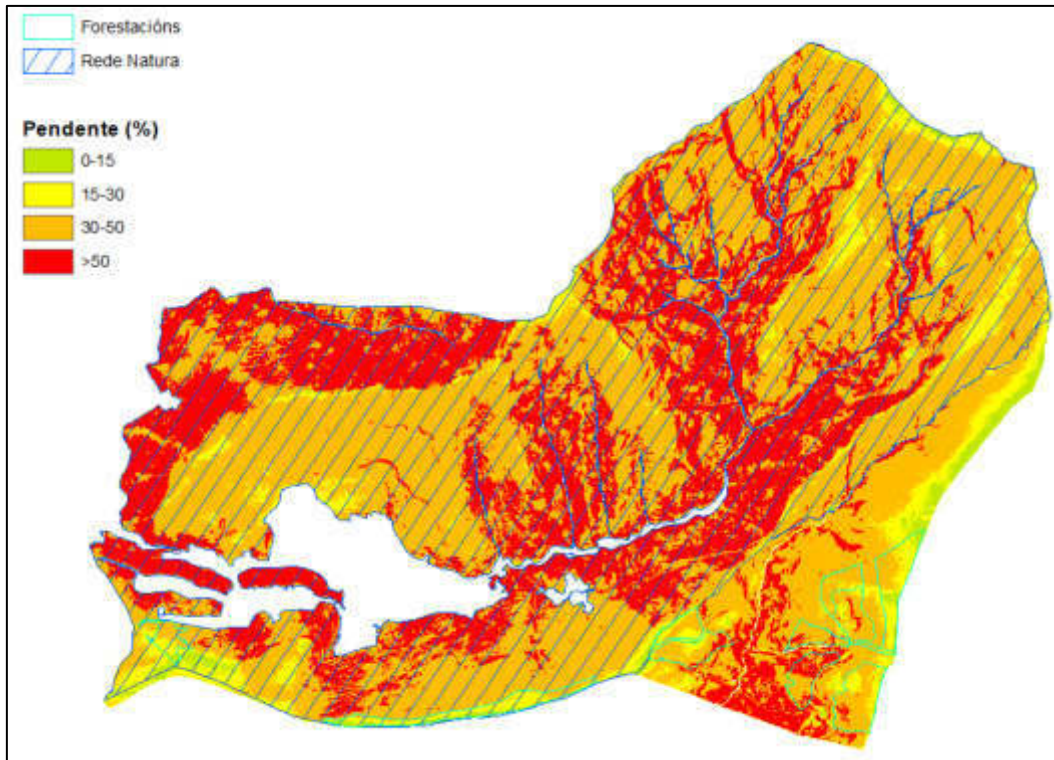 Forestacións
Rede Natura
Pendente (%)
0-15
15-30
30-50
>50